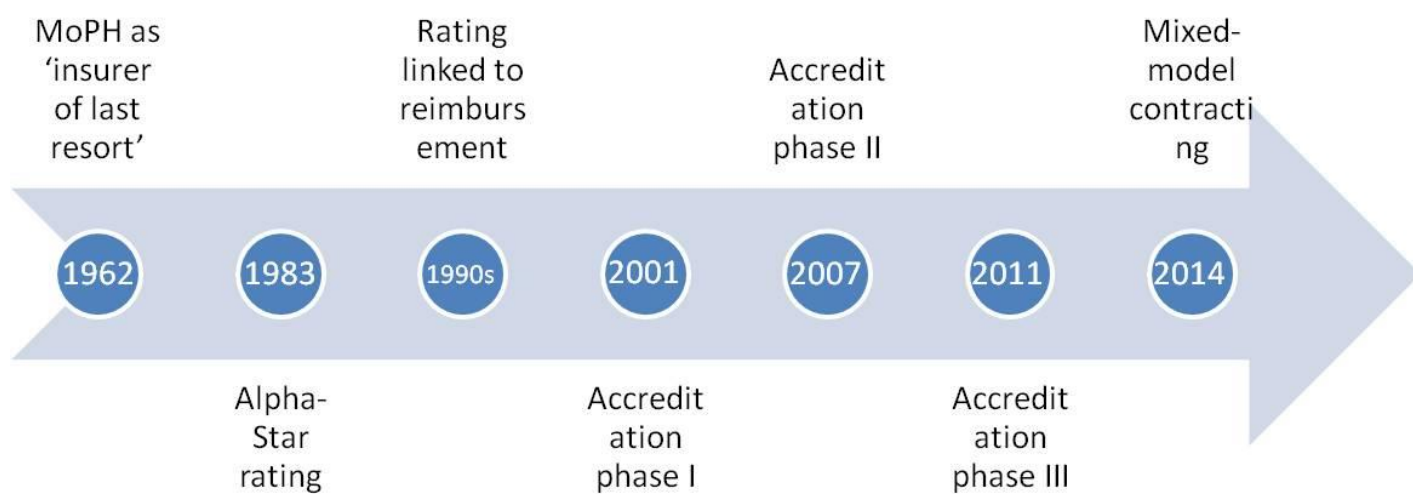 MoPH as
‘insurer
of last
resort’
Rating
linked to
reimburs
ement
Accredit
ation
phase II
Mixed-
model
contracti
ng
1962
1983
1990s
2001
2007
2011
2014
Alpha-
Star
rating
Accredit
ation
phase I
Accredit
ation
phase III